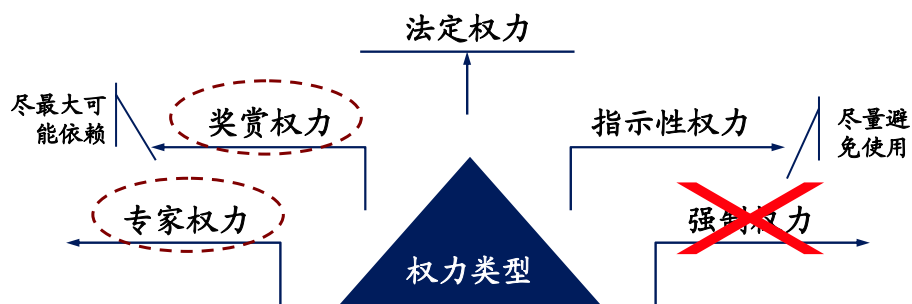 法定权力
尽最大可
能依赖
奖赏权力
指示性权力
尽量避
免使用
专家权力
强制权力
权力类型